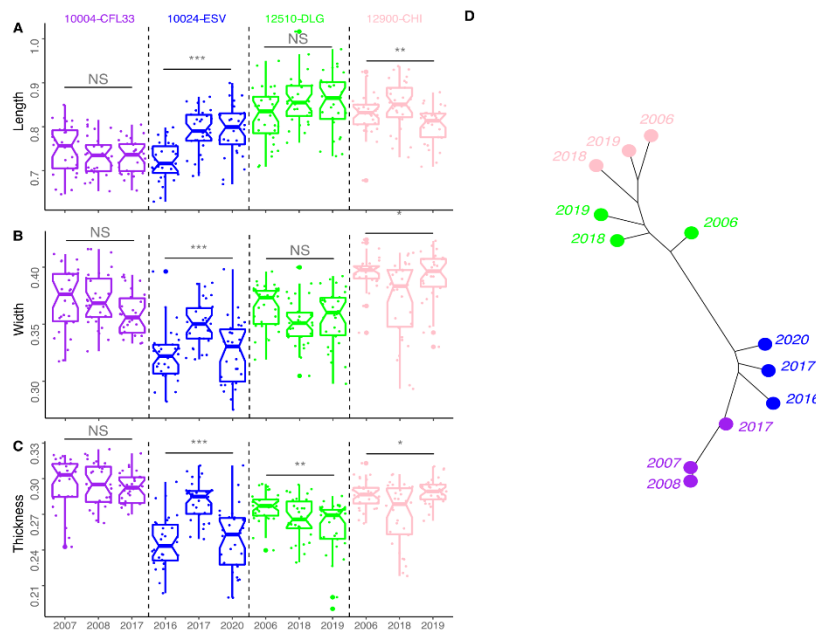 10004-CFL33 10024-ESV 12510-DLG 12900-CHI
A
Length
1.0
0.9
0.8
0.7
NS
***
NS
**
B
Width
0.40
0.35
0.30
NS
***
NS
*
C
Thickness
0.33
0.30
0.27
0.24
0.21
NS
***
**
*
2007 2008 2017 2016 2017 2020 2006 2018 2019 2006 2018 2019
D
2006
2019
2018
2019
2018
2006
2020
2017
2016
2017
2007
2008